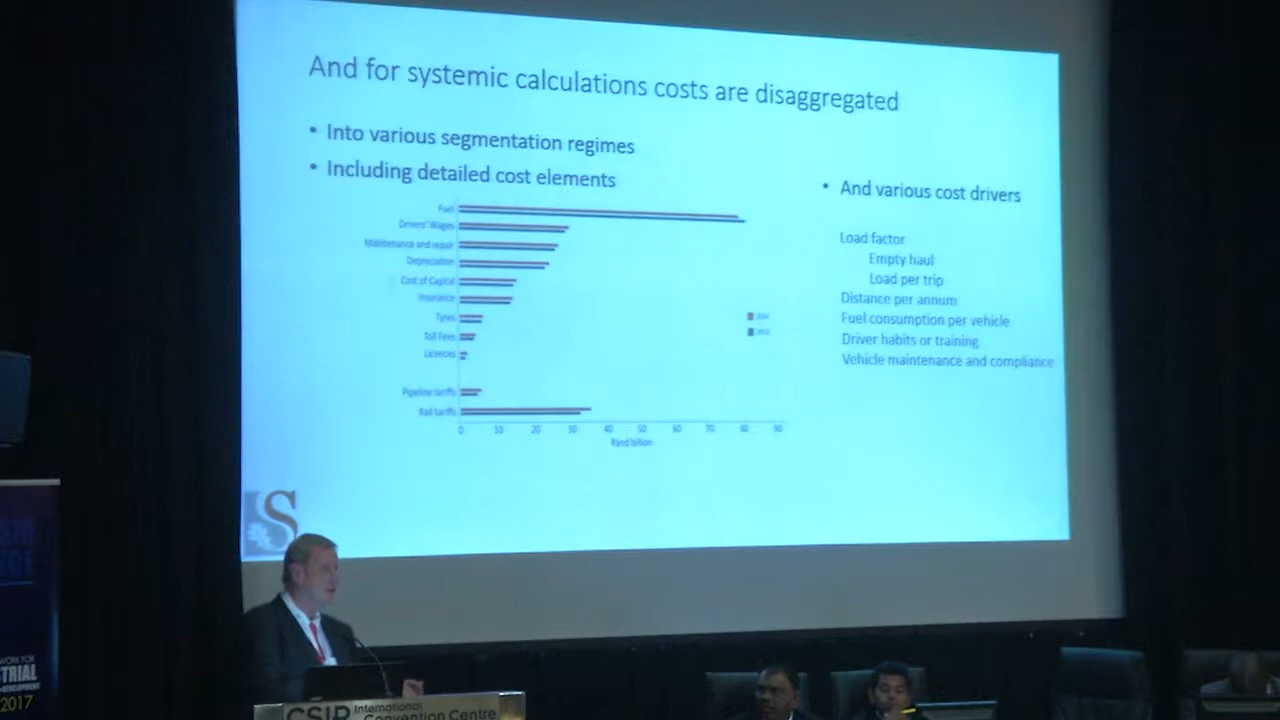 And for systemic calculations costs are disaggregated
• Into various segmentation regimes
• Including detailed cost elements
• And various cost drivers
Load factor
Empty haul
Load per trip
Distance per annum
Fuel consumption per vehicle
Driver habits or training
Vehicle maintenance and compliance
Fuel
Drivers' Wages
Maintenance and repair
Depreciation
Cost of Capital
Insurance
Tyres
Toll Fees
Licences
Pipeline tariffs
Rail tariffs
0 10 20 30 40 50 60 70 80 90
Rand billion
S
2017
CSIR International
Convention Centre